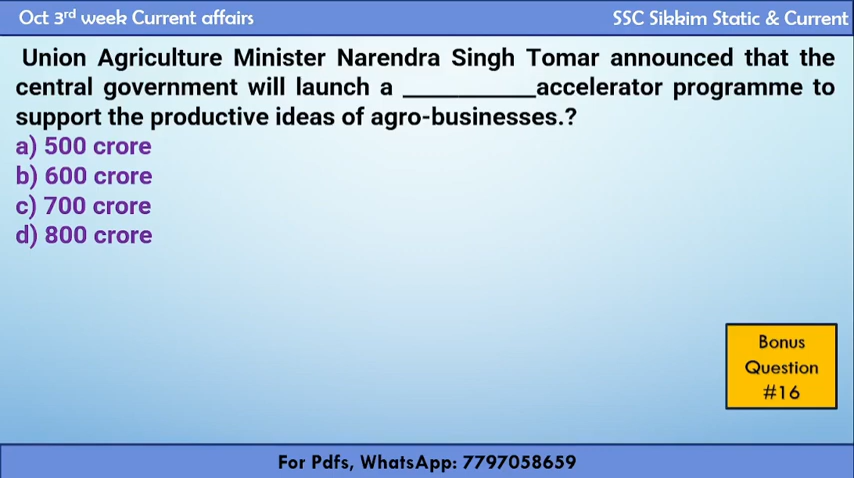 Oct 3rd week Current affairs
SSC Sikkim Static & Current
Union Agriculture Minister Narendra Singh Tomar announced that the
central government will launch a ___________accelerator programme to
support the productive ideas of agro-businesses.?
a) 500 crore
b) 600 crore
c) 700 crore
d) 800 crore
Bonus
Question
#16
For Pdfs, WhatsApp: 7797058659